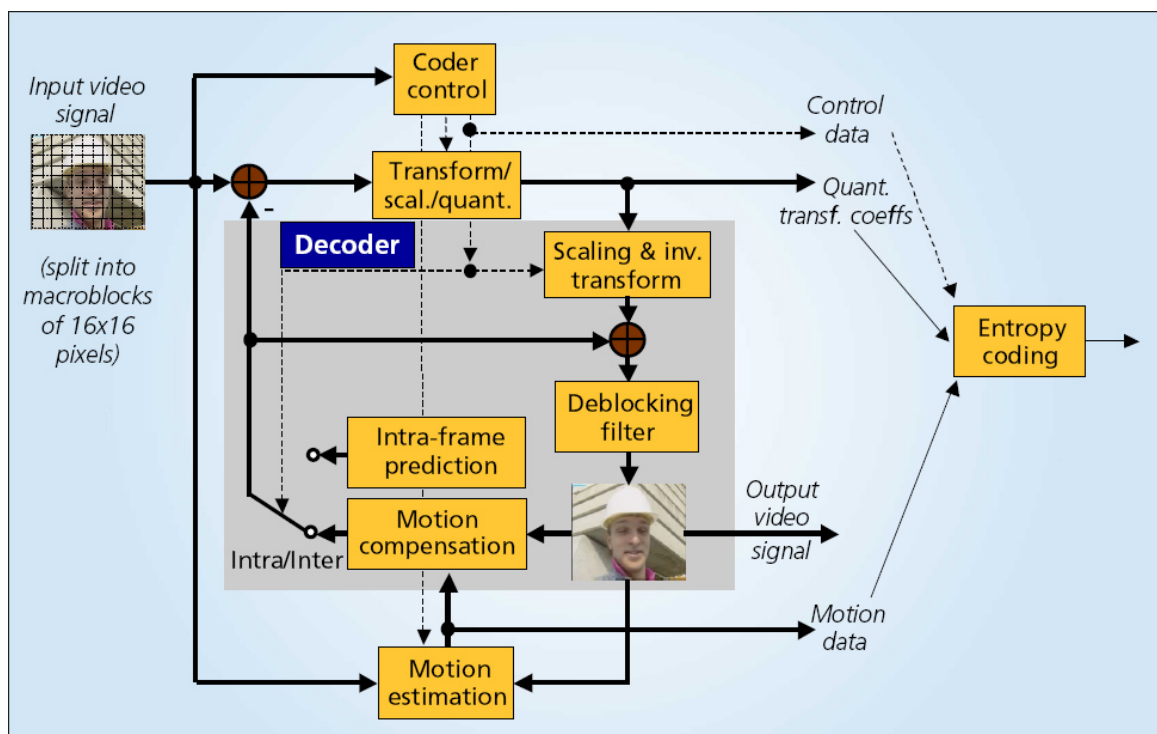 Input video
signal
(split into
macroblocks
of 16x16
pixels)
Coder
control
Transform/
scal./quant.
-
Decoder
Scaling & inv.
transform
Deblocking
filter
Intra-frame
prediction
Motion
compensation
Intra/Inter
Motion
estimation
Control
data
Quant.
transf. coeffs
Entropy
coding
Output
video
signal
Motion
data